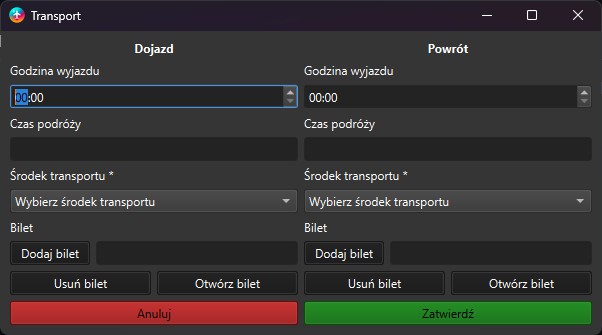 Transport
Dojazd
Godzina wyjazdu
00:00
Czas podróży
Środek transportu *
Wybierz środek transportu
Bilet
Dodaj bilet
Usuń bilet
Otwórz bilet
Anuluj
Powrót
Godzina wyjazdu
00:00
Czas podróży
Środek transportu *
Wybierz środek transportu
Bilet
Dodaj bilet
Usuń bilet
Otwórz bilet
Zatwierdź